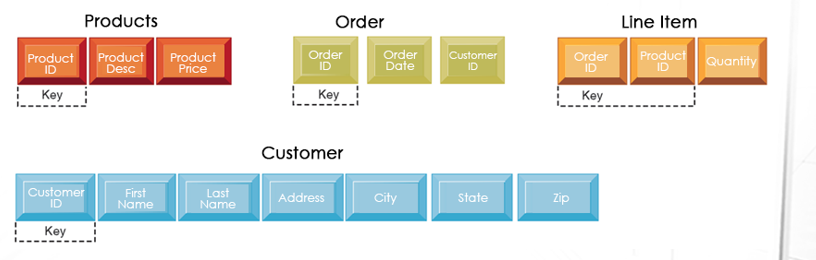 Products
Order
Line Item
Product
ID
Product
Desc
Product
Price
Order
ID
Order
Date
Customer
ID
Order
ID
Product
ID
Quantity
Key
Key
Key
Customer
Customer
ID
First
Name
Last
Name
Address
City
State
Zip
Key